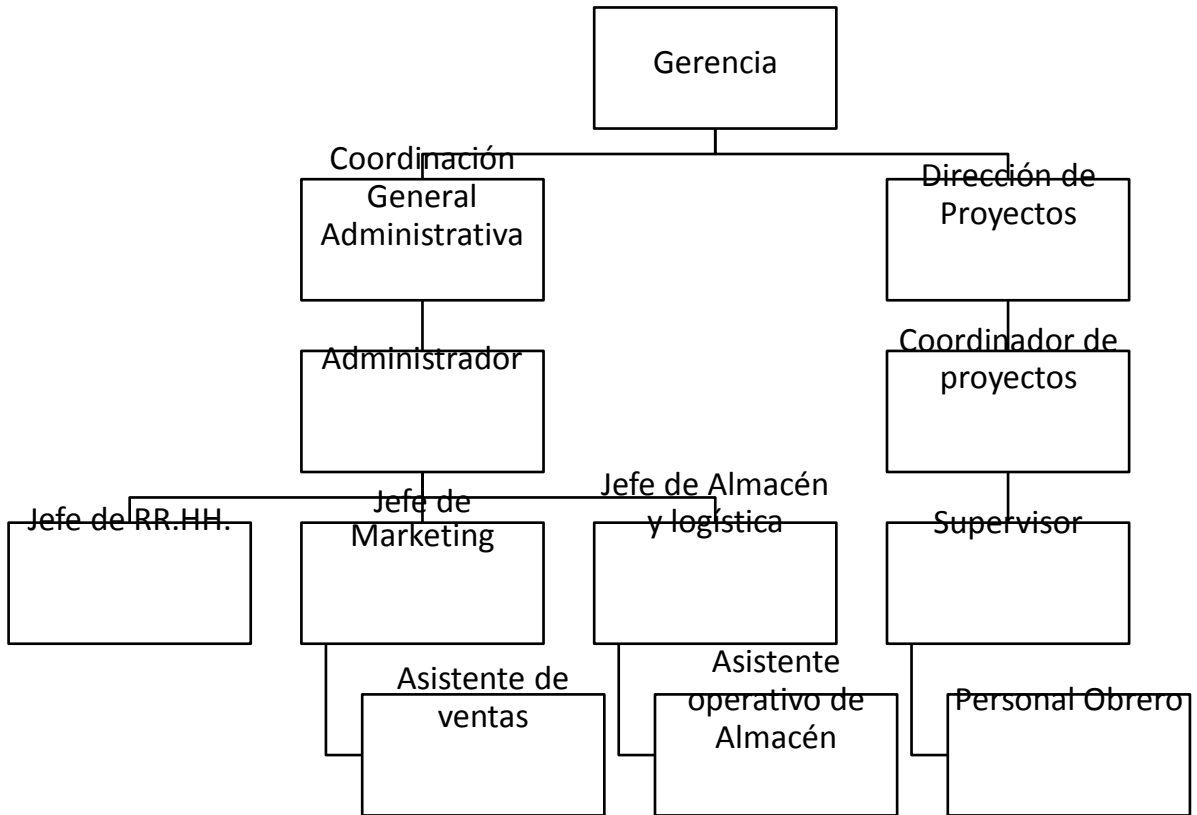 Gerencia
Coordinación
General
Administrativa
Dirección de
Proyectos
Administrador
Coordinador de
proyectos
Jefe de RR.HH.
Jefe de
Marketing
Jefe de Almacén
y logística
Supervisor
Asistente de
ventas
Asistente
operativo de
Almacén
Personal Obrero